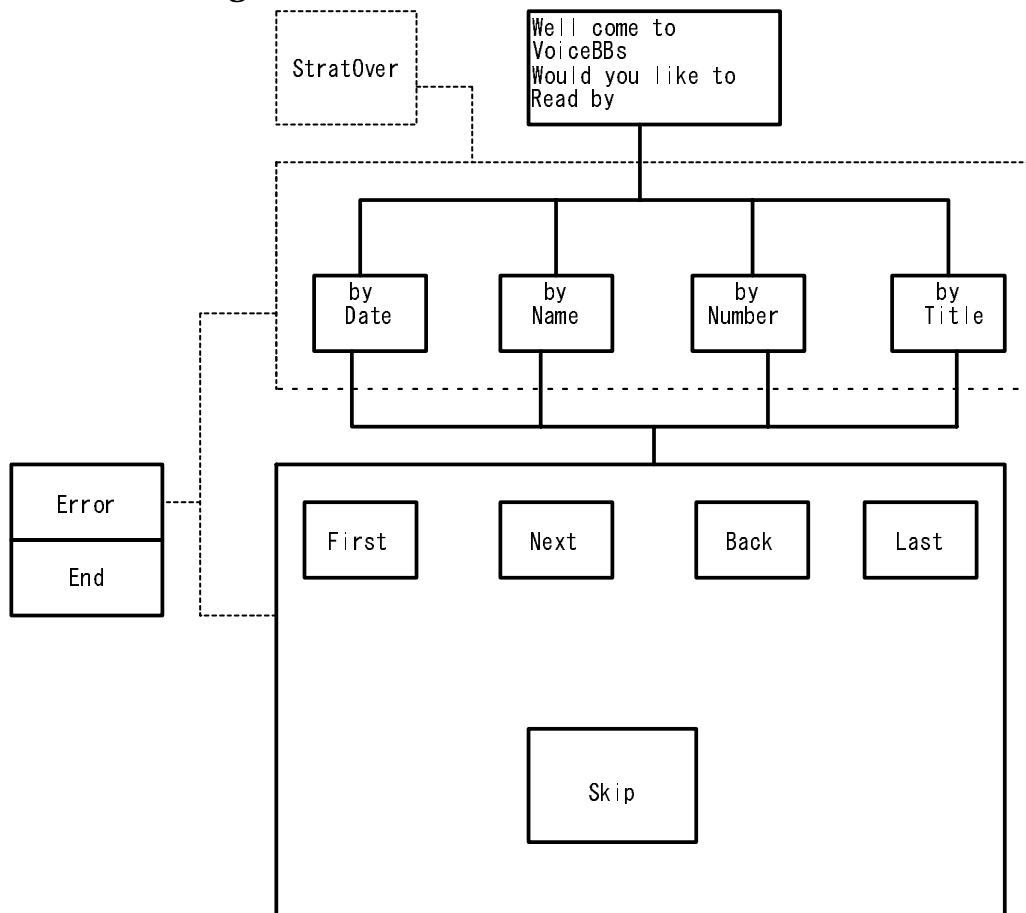 g
StratOver
Well come to
VoiceBBs
Would you like to
Read by
by
Date
by
Name
by
Number
by
Title
Error
End
First
Next
Back
Last
Skip